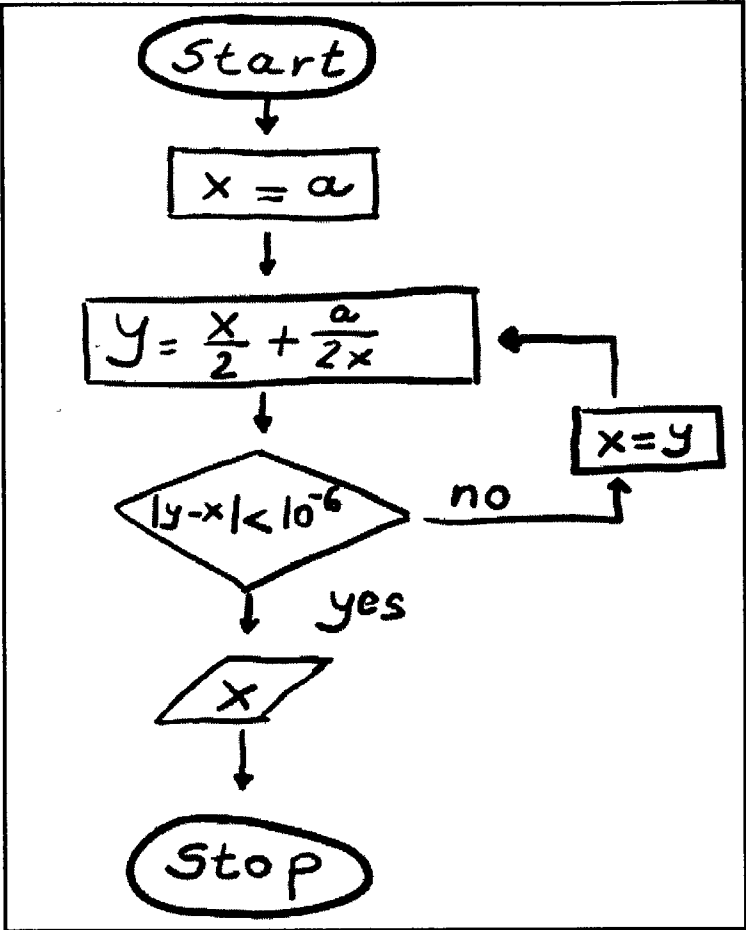 Start
x = a
y = x/2 + a/2x
|y-x| < 10⁻⁶
no
x=y
yes
x
Stop